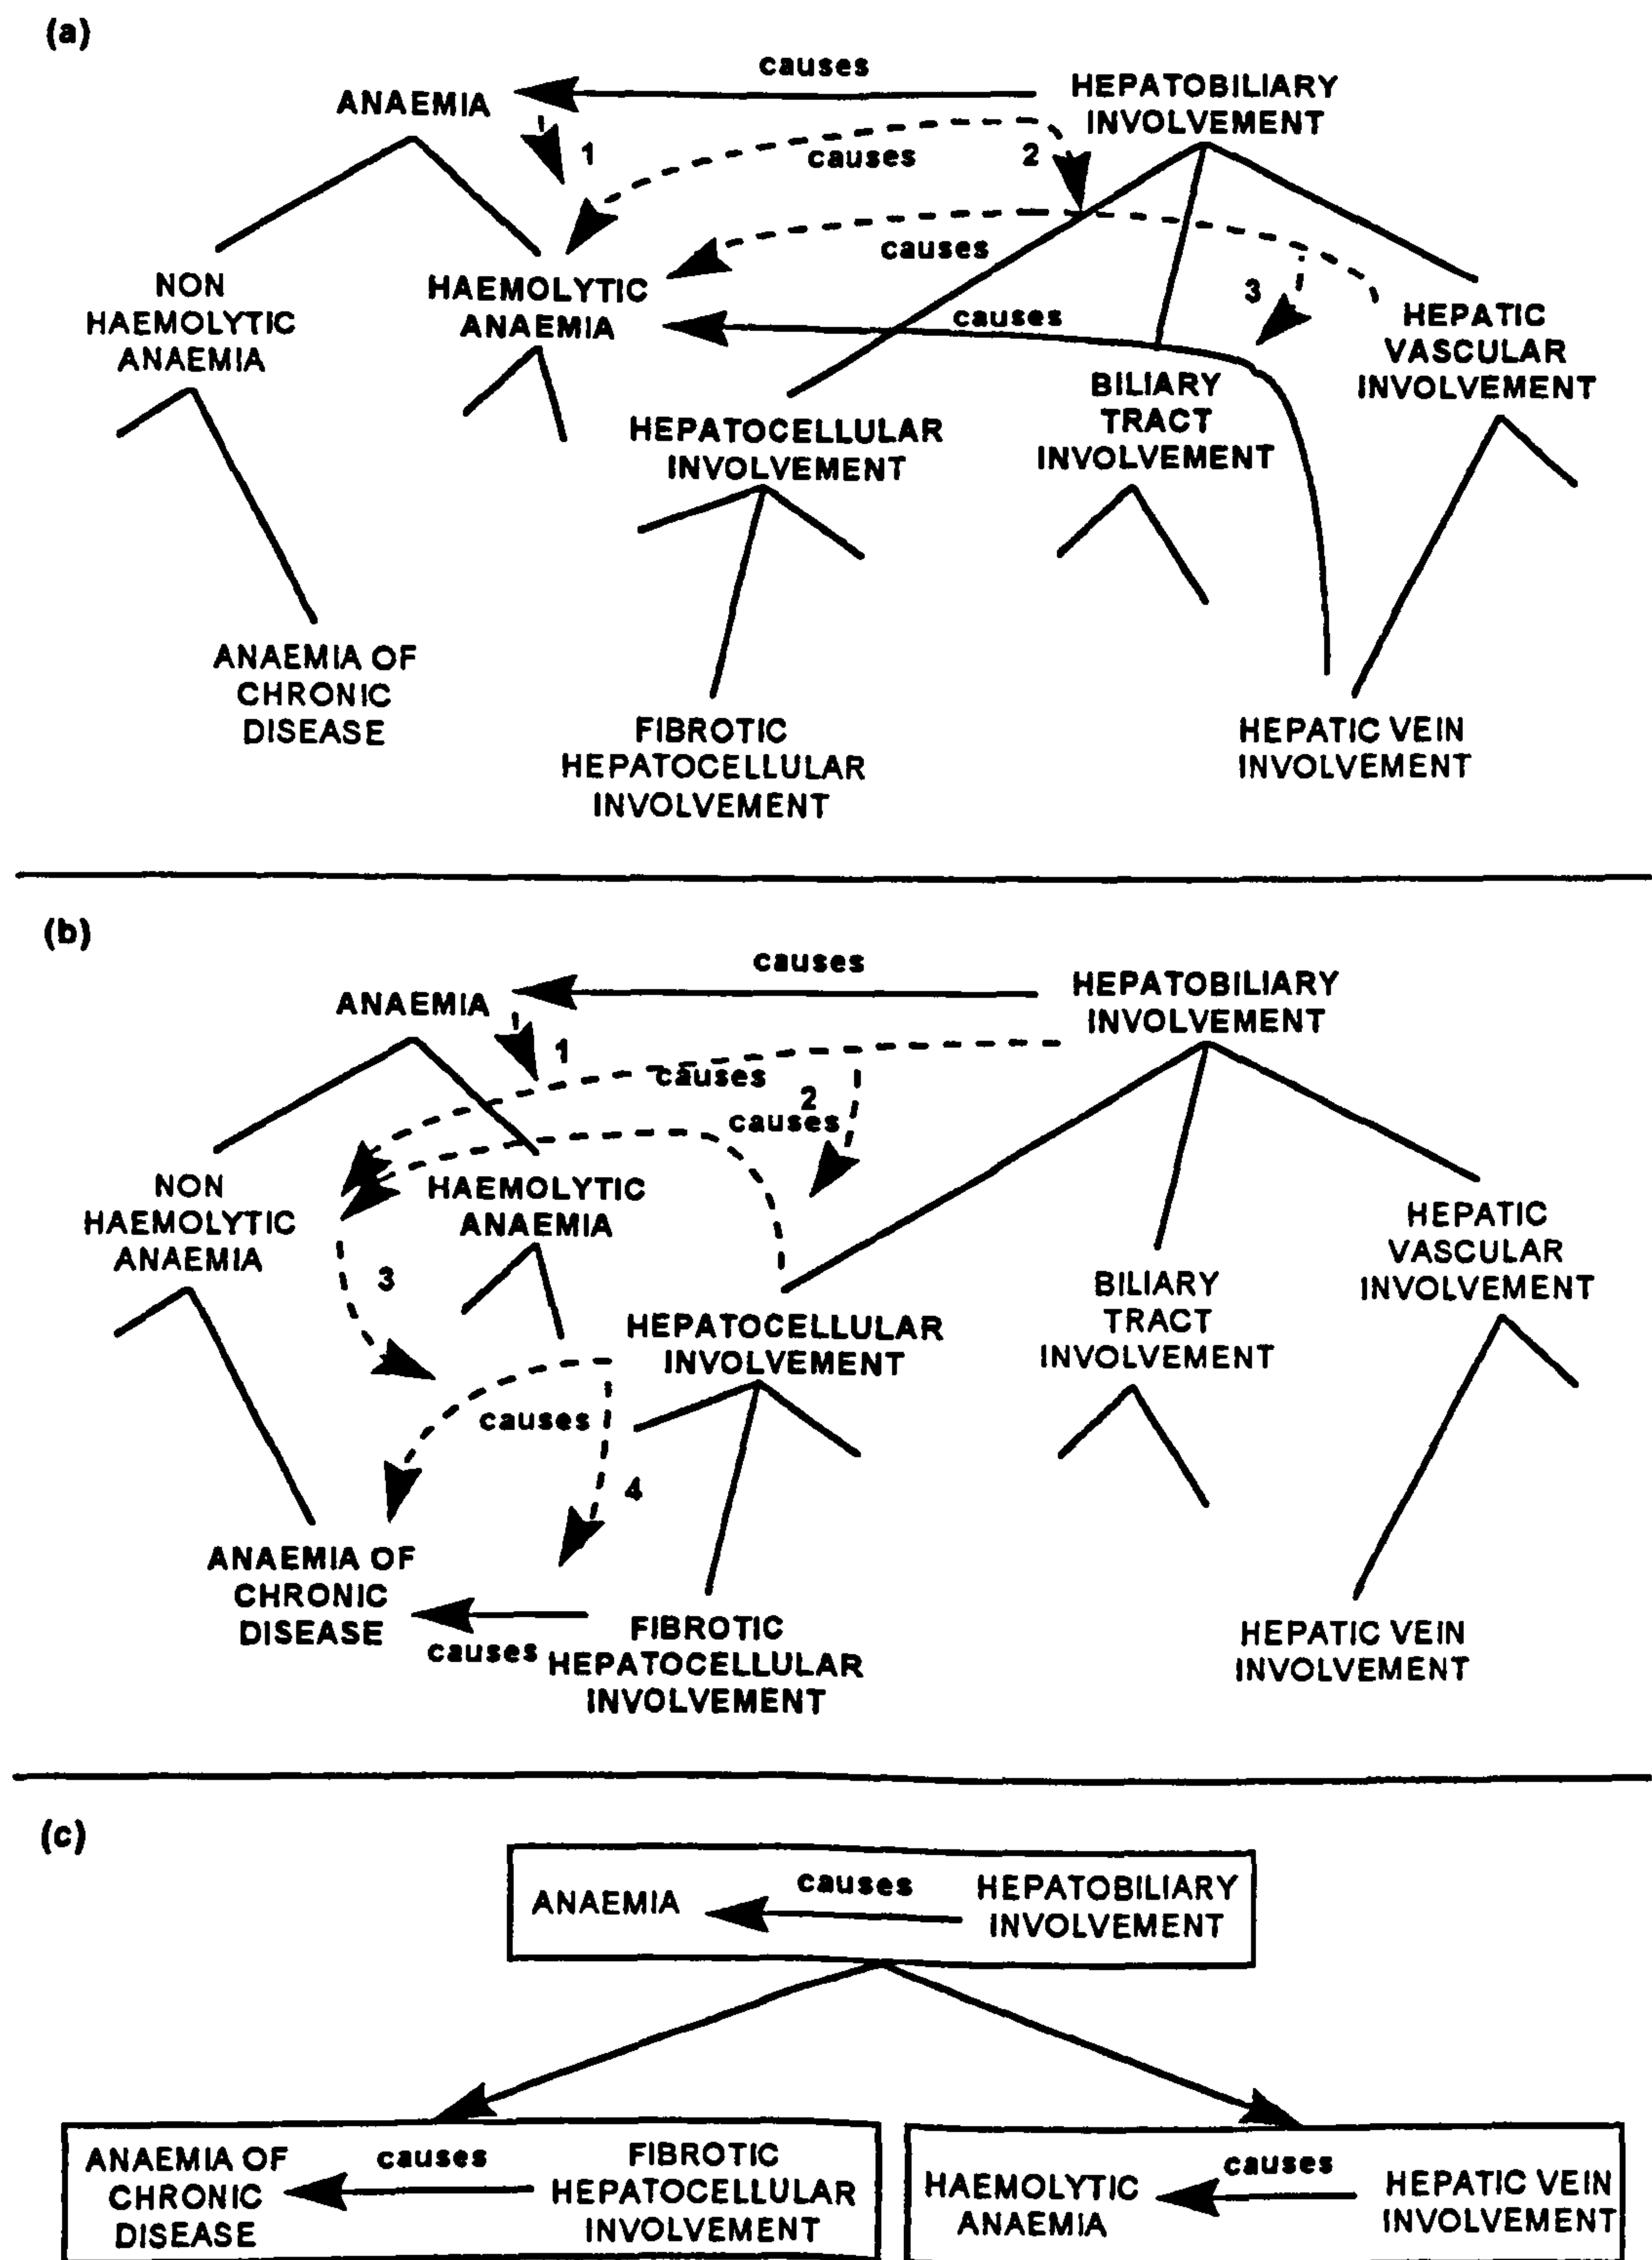 (a)
causes
ANAEMIA
HEPATOBILIARY
INVOLVEMENT
1
causes
2
causes
3
NON
HAEMOLYTIC
ANAEMIA
HAEMOLYTIC
ANAEMIA
causes
HEPATIC
VASCULAR
INVOLVEMENT
BILIARY
TRACT
INVOLVEMENT
HEPATOCELLULAR
INVOLVEMENT
ANAEMIA OF
CHRONIC
DISEASE
FIBROTIC
HEPATOCELLULAR
INVOLVEMENT
HEPATIC VEIN
INVOLVEMENT
(b)
causes
ANAEMIA
HEPATOBILIARY
INVOLVEMENT
1
causes
2
causes
NON
HAEMOLYTIC
ANAEMIA
HAEMOLYTIC
ANAEMIA
HEPATIC
VASCULAR
INVOLVEMENT
3
BILIARY
TRACT
INVOLVEMENT
HEPATOCELLULAR
INVOLVEMENT
causes
4
ANAEMIA OF
CHRONIC
DISEASE
causes
FIBROTIC
HEPATOCELLULAR
INVOLVEMENT
HEPATIC VEIN
INVOLVEMENT
(c)
ANAEMIA
causes
HEPATOBILIARY
INVOLVEMENT
ANAEMIA OF
CHRONIC
DISEASE
causes
FIBROTIC
HEPATOCELLULAR
INVOLVEMENT
HAEMOLYTIC
ANAEMIA
causes
HEPATIC VEIN
INVOLVEMENT